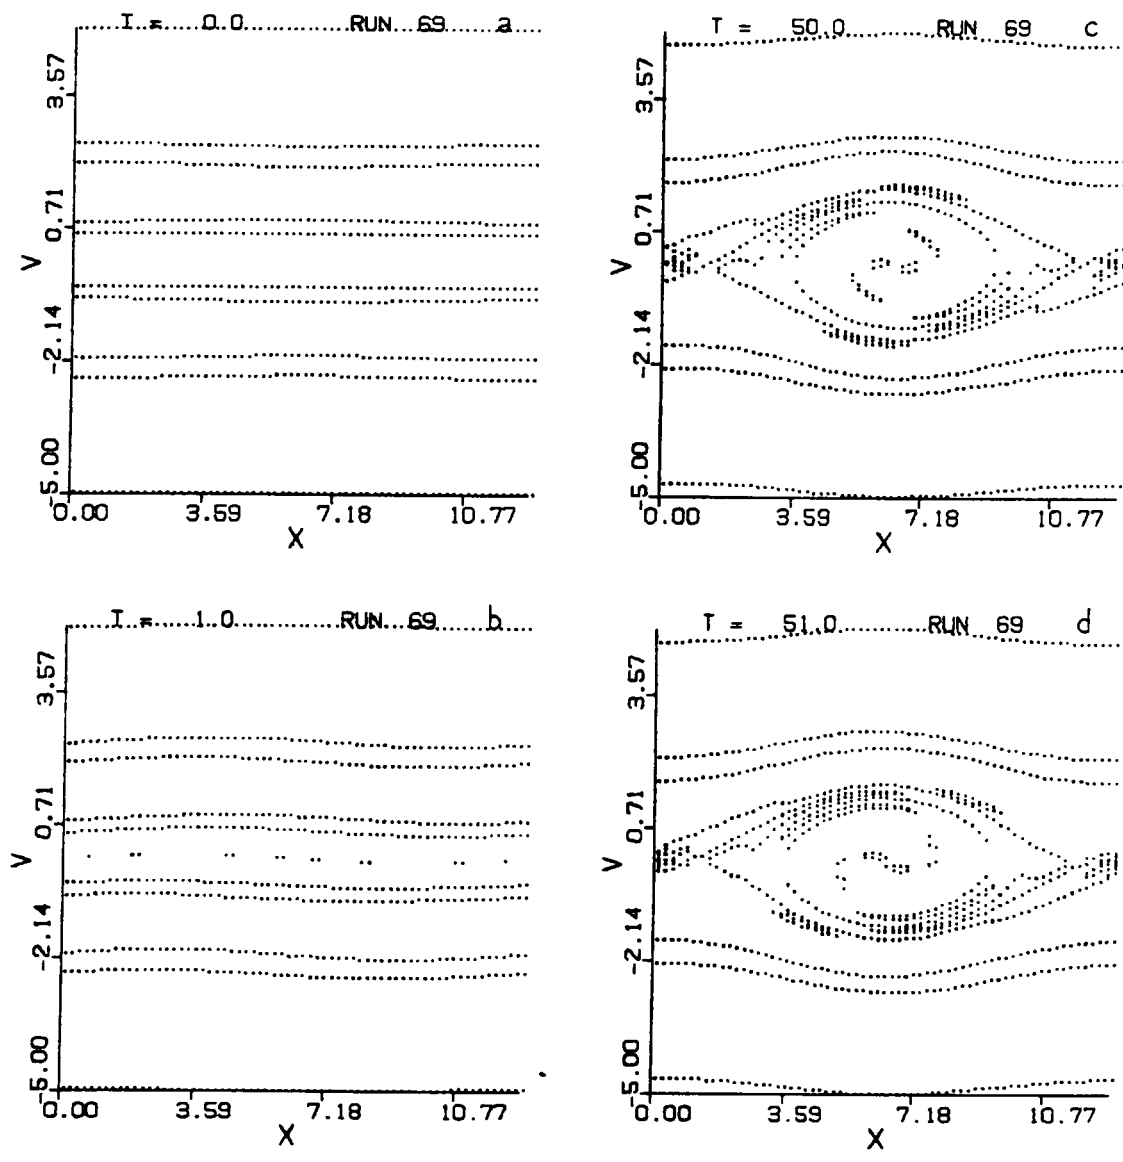 T = 0.0 RUN 69 a
3.57
0.71
V
-2.14
-5.00
0.00 3.59 7.18 10.77
X
T = 50.0 RUN 69 c
3.57
0.71
V
-2.14
-5.00
0.00 3.59 7.18 10.77
X
T = 1.0 RUN 69 b
3.57
0.71
V
-2.14
-5.00
0.00 3.59 7.18 10.77
X
T = 51.0 RUN 69 d
3.57
0.71
V
-2.14
-5.00
0.00 3.59 7.18 10.77
X